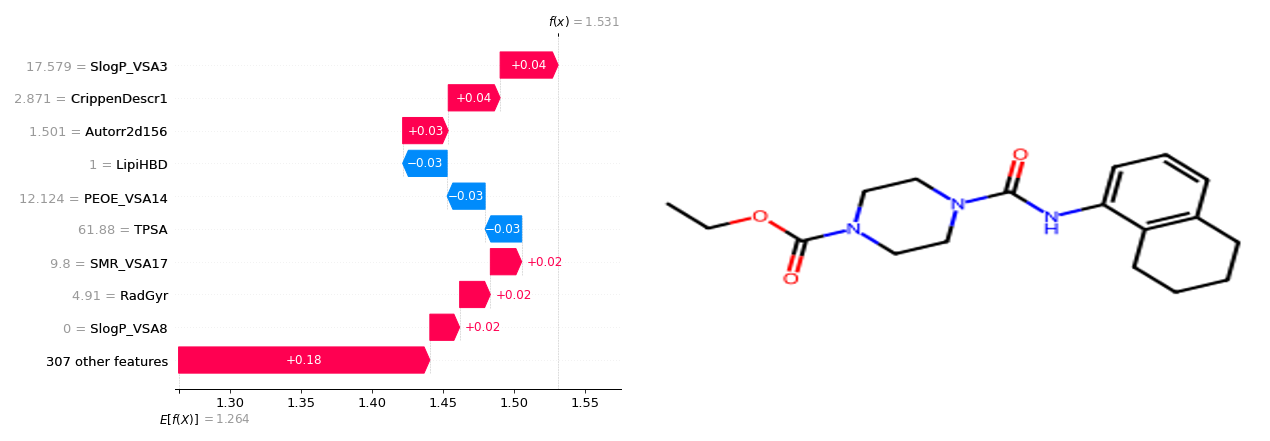 f(x) = 1.531
17.579 = SlogP_VSA3 +0.04
2.871 = CrippenDescr1 +0.04
1.501 = Autorr2d156 +0.03
1 = LipiHBD −0.03
12.124 = PEOE_VSA14 −0.03
61.88 = TPSA −0.03
9.8 = SMR_VSA17 +0.02
4.91 = RadGyr +0.02
0 = SlogP_VSA8 +0.02
307 other features +0.18
1.30 1.35 1.40 1.45 1.50 1.55
E[f(X)] = 1.264
O
O
N
N
O
N
H
O